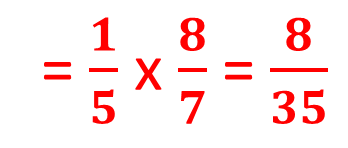 = 1/5 x 8/7 = 8/35